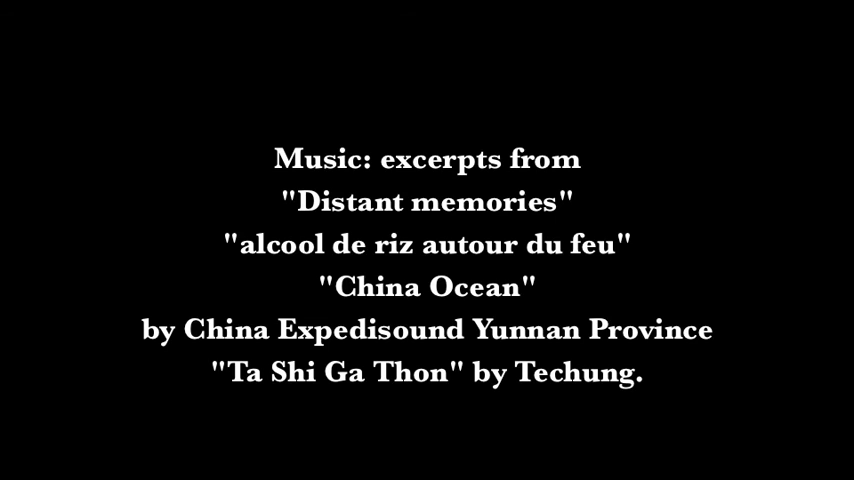 Music: excerpts from
"Distant memories"
"alcool de riz autour du feu"
"China Ocean"
by China Expedisound Yunnan Province
"Ta Shi Ga Thon" by Techung.